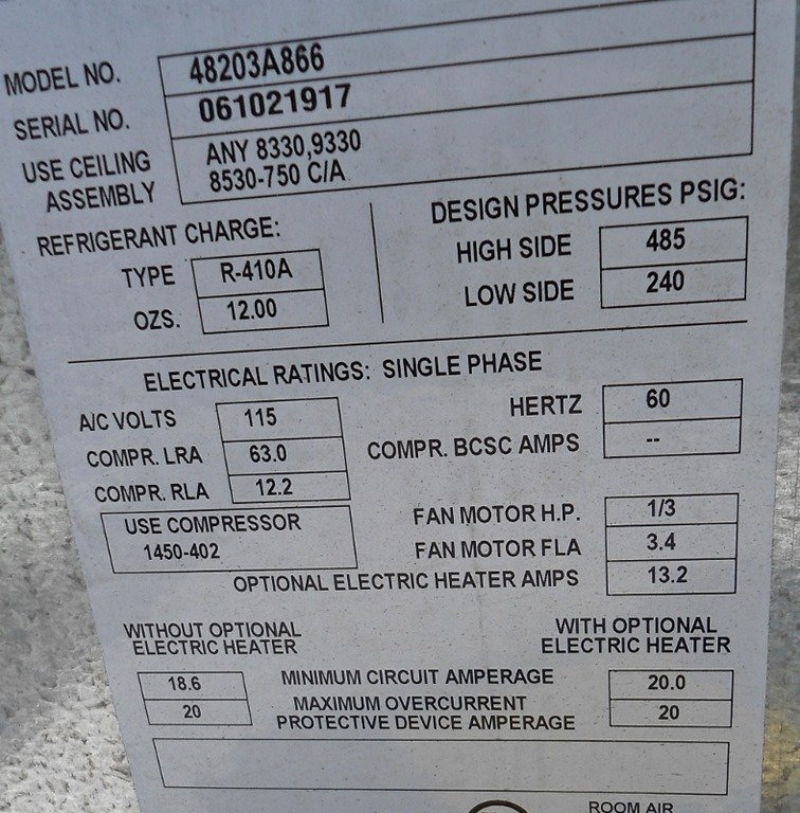 MODEL NO. 48203A866
SERIAL NO. 061021917
USE CEILING ASSEMBLY ANY 8330,9330
8530-750 C/A
REFRIGERANT CHARGE:
TYPE R-410A
OZS. 12.00
DESIGN PRESSURES PSIG:
HIGH SIDE 485
LOW SIDE 240
ELECTRICAL RATINGS: SINGLE PHASE
A/C VOLTS 115
COMPR. LRA 63.0
COMPR. RLA 12.2
USE COMPRESSOR
1450-402
HERTZ 60
COMPR. BCSC AMPS --
FAN MOTOR H.P. 1/3
FAN MOTOR FLA 3.4
OPTIONAL ELECTRIC HEATER AMPS 13.2
WITHOUT OPTIONAL
ELECTRIC HEATER
WITH OPTIONAL
ELECTRIC HEATER
18.6 MINIMUM CIRCUIT AMPERAGE 20.0
20 MAXIMUM OVERCURRENT
PROTECTIVE DEVICE AMPERAGE 20
ROOM AIR